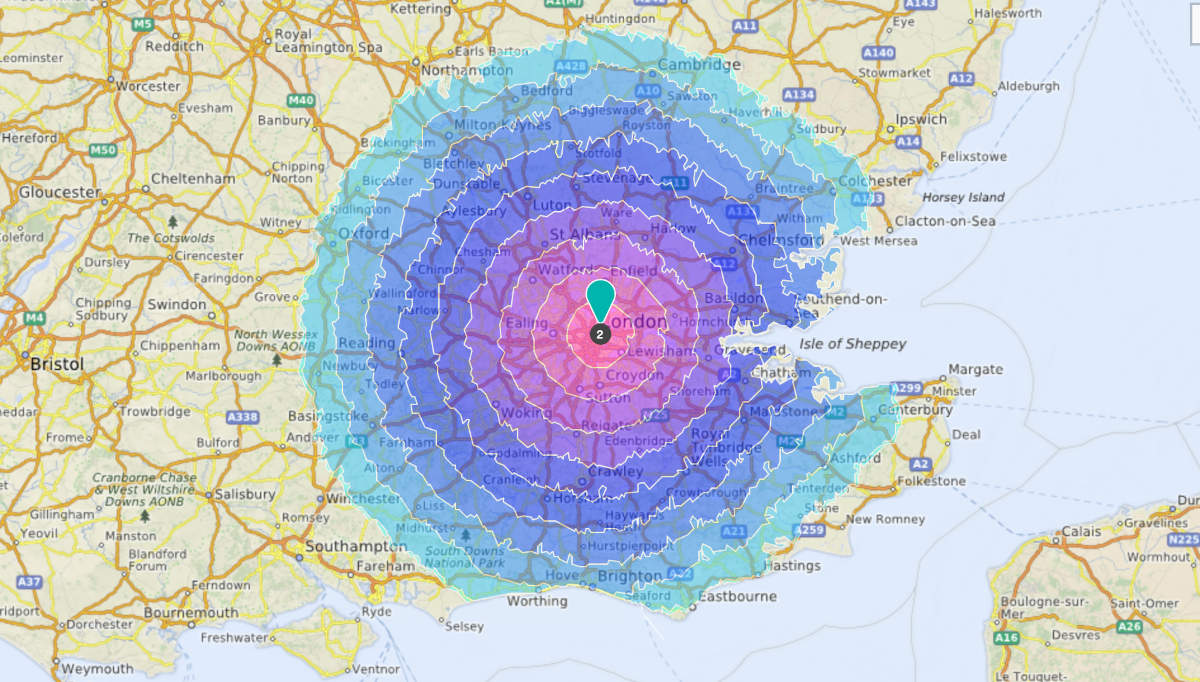 Kettering
A1(M)
Huntingdon
A143
Halesworth
Eye
A11
M5
Redditch
Royal
Leamington Spa
Earls Barton
A140
Leominster
Northampton
A428
Cambridge
Stowmarket
A12
Aldeburgh
Worcester
Bedford
A10
Sawston
A134
M40
Evesham
Banbury
Biggleswade
Haverhill
Ipswich
Hereford
Milton Keynes
Royston
Sudbury
M50
Buckingham
A14
Bletchley
Stotfold
Felixstowe
Chipping
Norton
Cheltenham
Bicester
Dunstable
Stevenage
M11
Braintree
Colchester
Gloucester
A133
Horsey Island
Kidlington
Aylesbury
Luton
Ware
Witham
Clacton-on-Sea
Witney
Oxford
St Albans
Harlow
Chelmsford
West Mersea
The Cotswolds
Cirencester
Chesham
Dursley
Faringdon
Chinnor
Watford
Enfield
A12
Chipping
Sodbury
Grove
Wallingford
Marlow
Basildon
Southend-on-
Sea
Swindon
M4
Ealing
London
2
North Wessex
Downs AONB
Reading
Lewisham
Gravesend
Isle of Sheppey
Chippenham
Bristol
Marlborough
Tadley
Croydon
Chatham
Margate
Sutton
Shoreham
A299
Minster
Trowbridge
A338
Basingstoke
Woking
Maidstone
M2
Canterbury
Reigate
Frome
Bulford
Andover
M3
Farnham
Edenbridge
Royal
Tunbridge
Wells
Deal
Alton
Godalming
Ashford
A2
Cranborne Chase
& West Wiltshire
Downs AONB
Crawley
Folkestone
Salisbury
Winchester
Cranleigh
Crowborough
Tenterden
Gillingham
Liss
Horsham
Stone
Romsey
Haywards
New Romney
Yeovil
Manston
Midhurst
A21
A259
Calais
Gravelines
N225
Southampton
South Downs
National Park
Hurstpierpoint
Blandford
Forum
Fareham
Hastings
Wormhout
A37
Ferndown
Hove
Brighton
Seaford
Eastbourne
Worthing
Boulogne-sur-
Mer
Saint-Omer
Bournemouth
Ryde
Selsey
A26
Dorchester
Freshwater
A16
Desvres
Weymouth
Ventnor
Le Touquet-